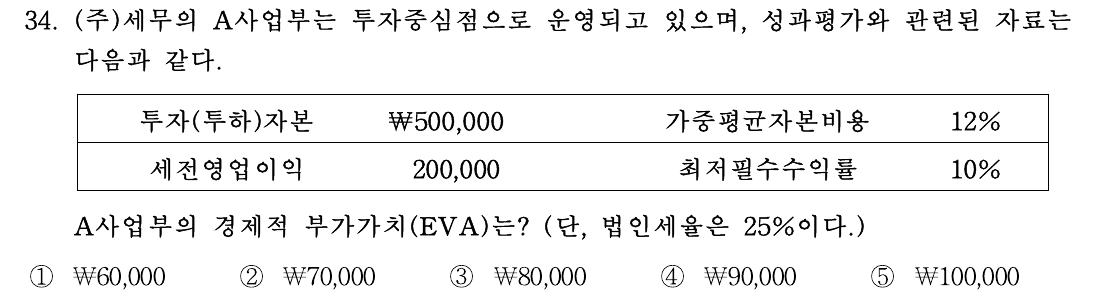 34. (주)세무의 A사업부는 투자중심점으로 운영되고 있으며, 성과평가와 관련된 자료는
다음과 같다.
투자(투하)자본 ₩500,000 가중평균자본비용 12%
세전영업이익 200,000 최저필수수익률 10%
A사업부의 경제적 부가가치(EVA)는? (단, 법인세율은 25%이다.)
① ₩60,000 ② ₩70,000 ③ ₩80,000 ④ ₩90,000 ⑤ ₩100,000